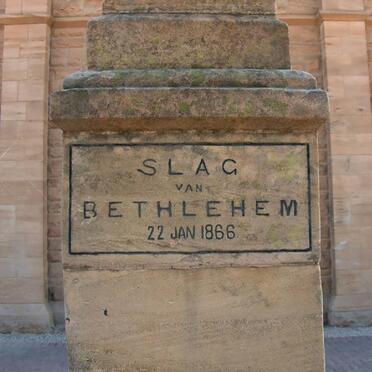 SLAG
VAN
BETHLEHEM
22 JAN 1866